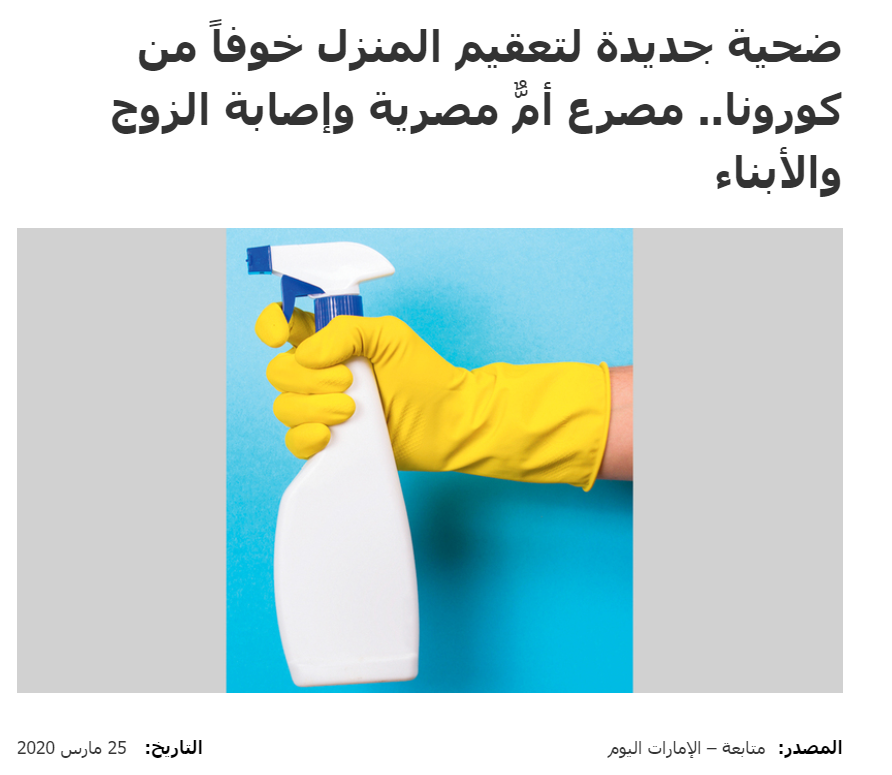 ضحية جديدة لتعقيم المنزل خوفاً من
كورونا.. مصرع أمٌّ مصرية وإصابة الزوج
والأبناء
المصدر: متابعة – الإمارات اليوم
التاريخ: 25 مارس 2020